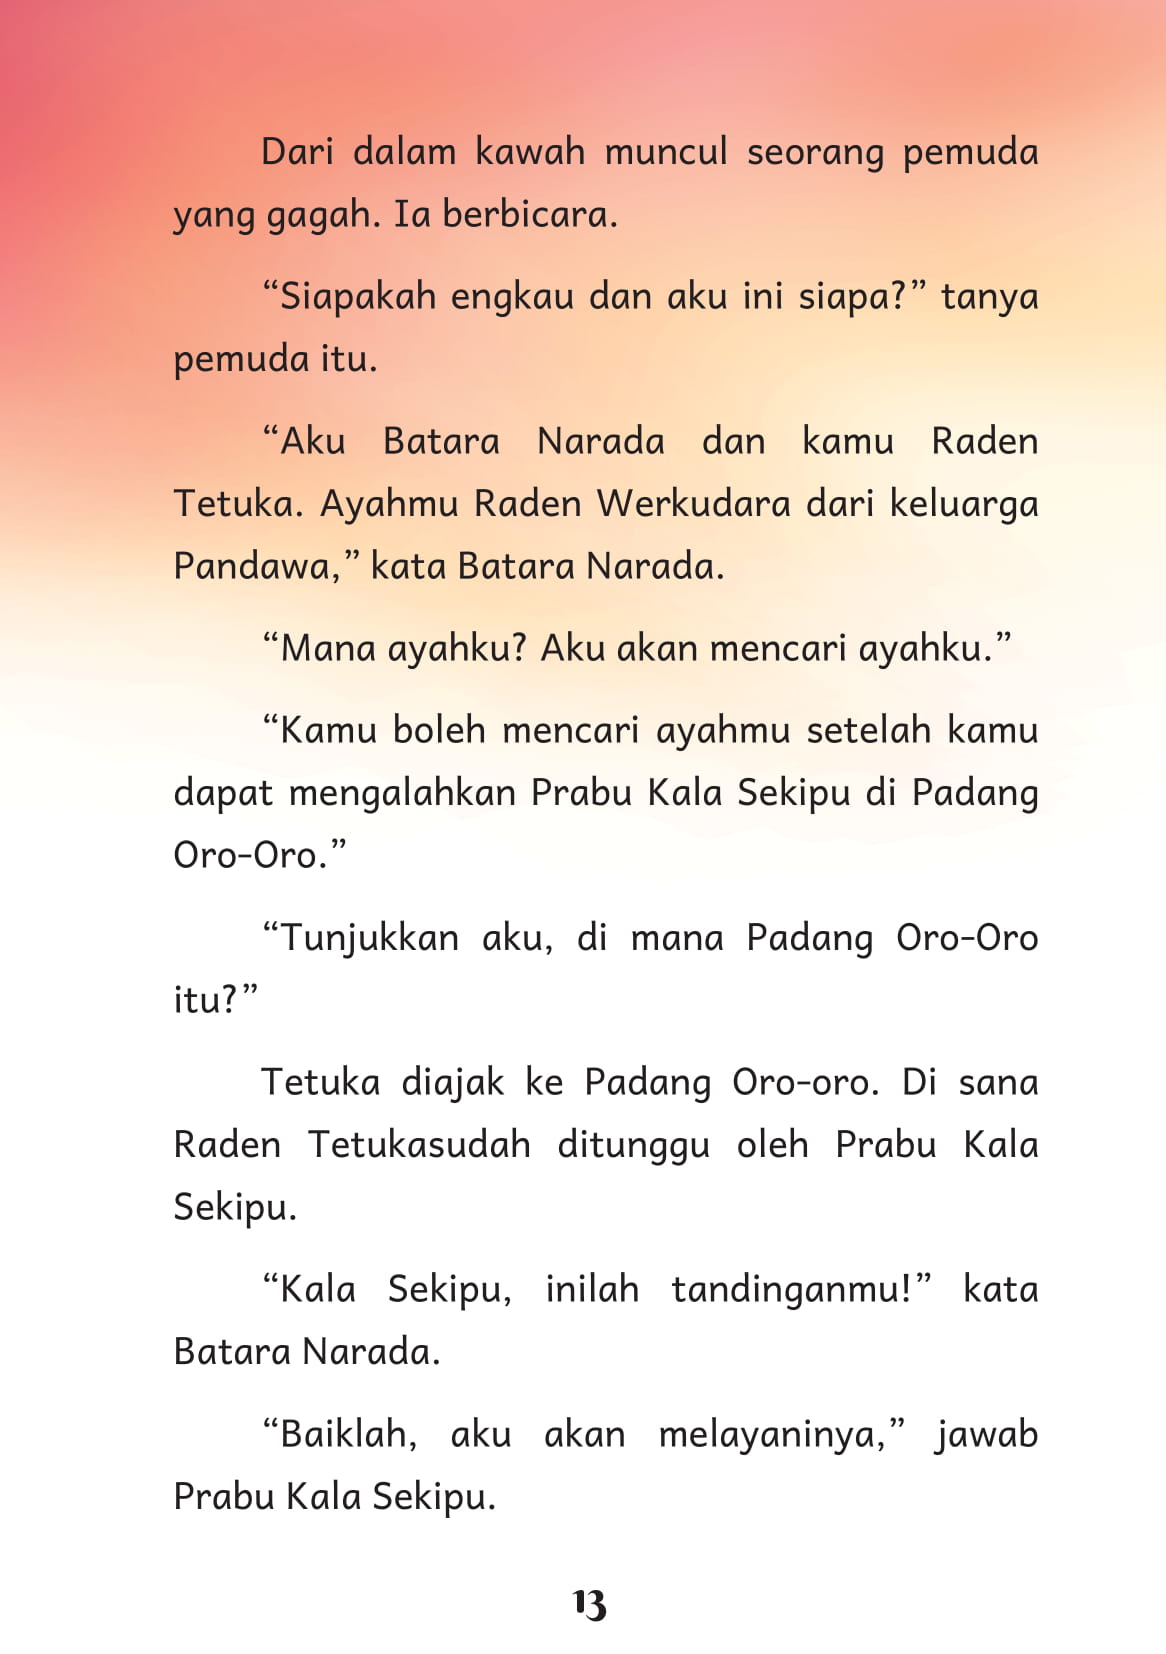 Dari dalam kawah muncul seorang pemuda
yang gagah. Ia berbicara.
“Siapakah engkau dan aku ini siapa?” tanya
pemuda itu.
“Aku Batara Narada dan kamu Raden
Tetuka. Ayahmu Raden Werkudara dari keluarga
Pandawa,” kata Batara Narada.
“Mana ayahku? Aku akan mencari ayahku.”
“Kamu boleh mencari ayahmu setelah kamu
dapat mengalahkan Prabu Kala Sekipu di Padang
Oro-Oro.”
“Tunjukkan aku, di mana Padang Oro-Oro
itu?”
Tetuka diajak ke Padang Oro-oro. Di sana
Raden Tetukasudah ditunggu oleh Prabu Kala
Sekipu.
“Kala Sekipu, inilah tandinganmu!” kata
Batara Narada.
“Baiklah, aku akan melayaninya,” jawab
Prabu Kala Sekipu.
13